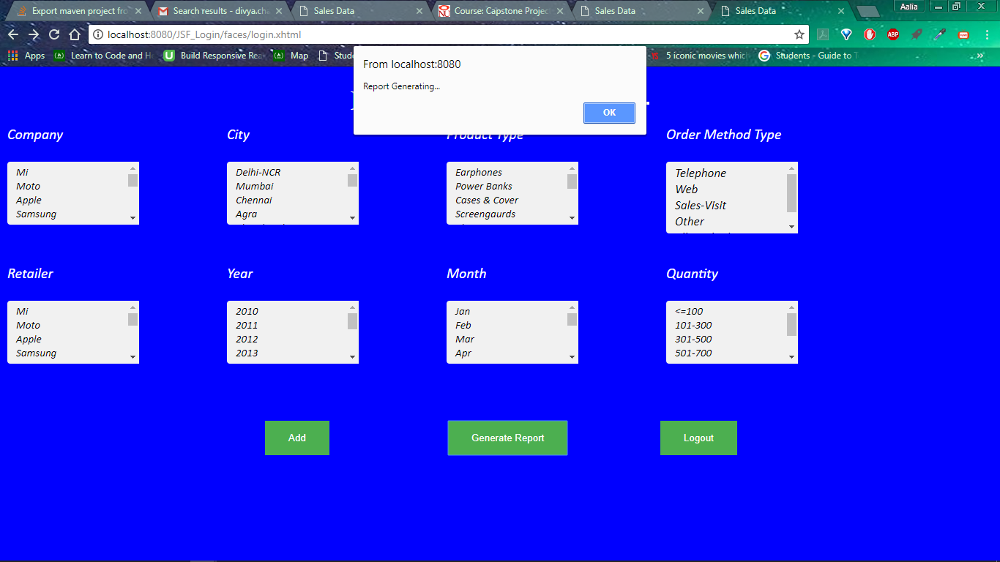 Export maven project fro
Search results - divya.cha
Sales Data
Course: Capstone Projec
Sales Data
Sales Data
Aalia
localhost:8080/JSF_Login/faces/login.xhtml
ABP
Apps
Learn to Code and H
Build Responsive Rea
Map
Stude
5 iconic movies which
Students - Guide to T
From localhost:8080
Report Generating...
OK
Company
City
Product Type
Order Method Type
Mi
Moto
Apple
Samsung
Delhi-NCR
Mumbai
Chennai
Agra
Earphones
Power Banks
Cases & Cover
Screengaurds
Telephone
Web
Sales-Visit
Other
Retailer
Year
Month
Quantity
Mi
Moto
Apple
Samsung
2010
2011
2012
2013
Jan
Feb
Mar
Apr
<=100
101-300
301-500
501-700
Add
Generate Report
Logout